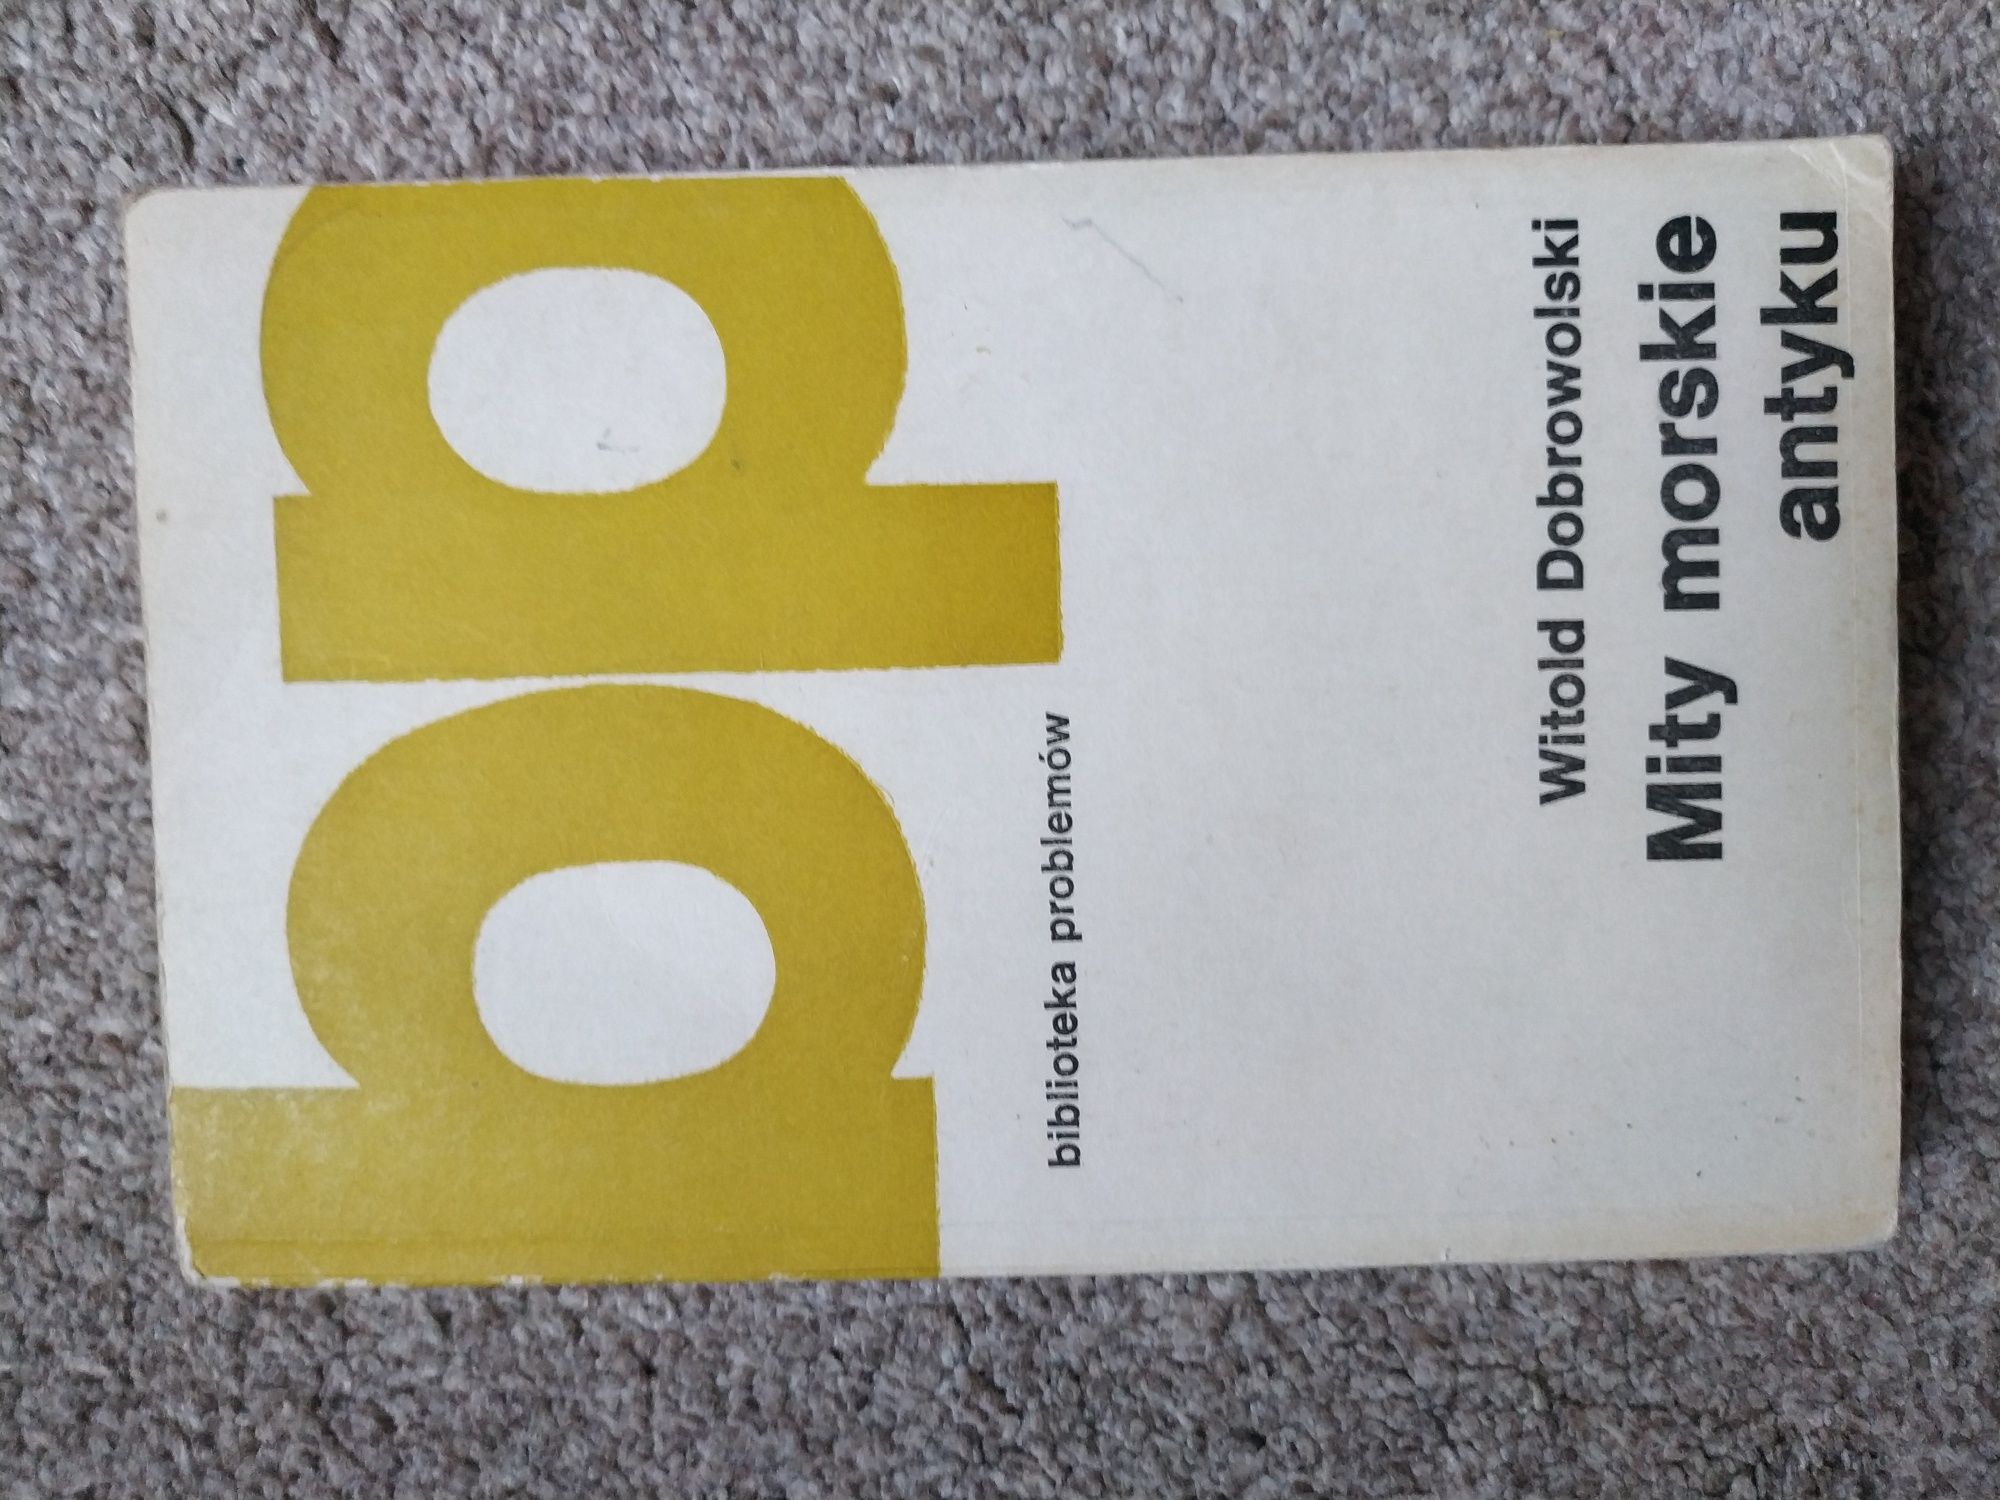 bp
biblioteka problemów
Witold Dobrowolski
Mity morskie
antyku